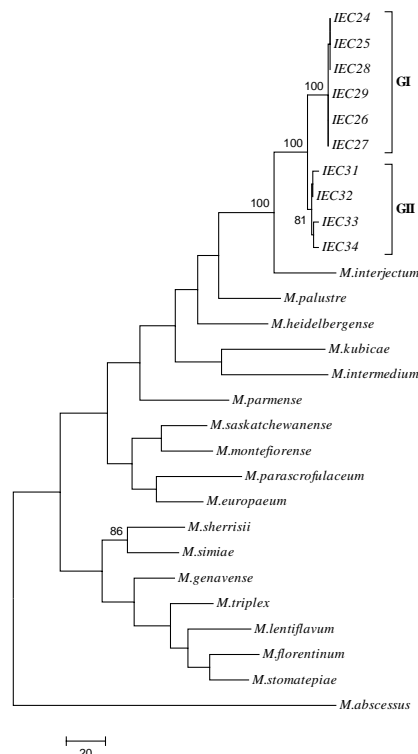 IEC24
IEC25
IEC28
100
IEC29
GI
IEC26
IEC27
100
IEC31
IEC32
GII
100
81
IEC33
IEC34
M.interjectum
M.palustre
M.heidelbergense
M.kubicae
M.intermedium
M.parmense
M.saskatchewanense
M.montefiorense
M.parascrofulaceum
M.europaeum
86
M.sherrisii
M.simiae
M.genavense
M.triplex
M.lentiflavum
M.florentinum
M.stomatepiae
M.abscessus
20